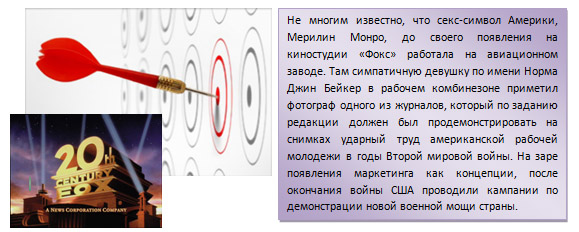 Не многим известно, что секс-символ Америки,
Мерилин Монро, до своего появления на
киностудии «Фокс» работала на авиационном
заводе. Там симпатичную девушку по имени Норма
Джин Бейкер в рабочем комбинезоне приметил
фотограф одного из журналов, который по заданию
редакции должен был продемонстрировать на
снимках ударный труд американской рабочей
молодежи в годы Второй мировой войны. На заре
появления маркетинга как концепции, после
окончания войны США проводили кампании по
демонстрации новой военной мощи страны.
20th
CENTURY
FOX
A NEWS CORPORATION COMPANY